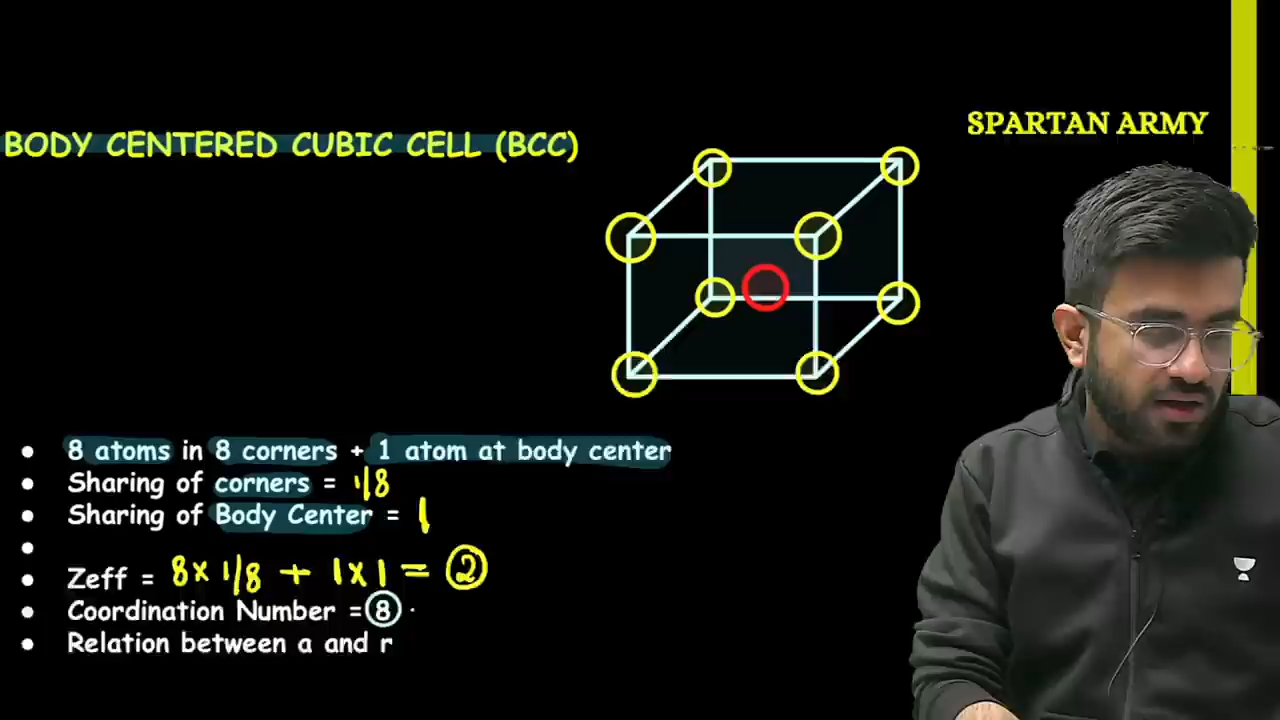 SPARTAN ARMY
BODY CENTERED CUBIC CELL (BCC)
• 8 atoms in 8 corners + 1 atom at body center
• Sharing of corners = 1/8
• Sharing of Body Center = 1
•
• Zeff = 8 × 1/8 + 1 × 1 = 2
• Coordination Number = 8
• Relation between a and r